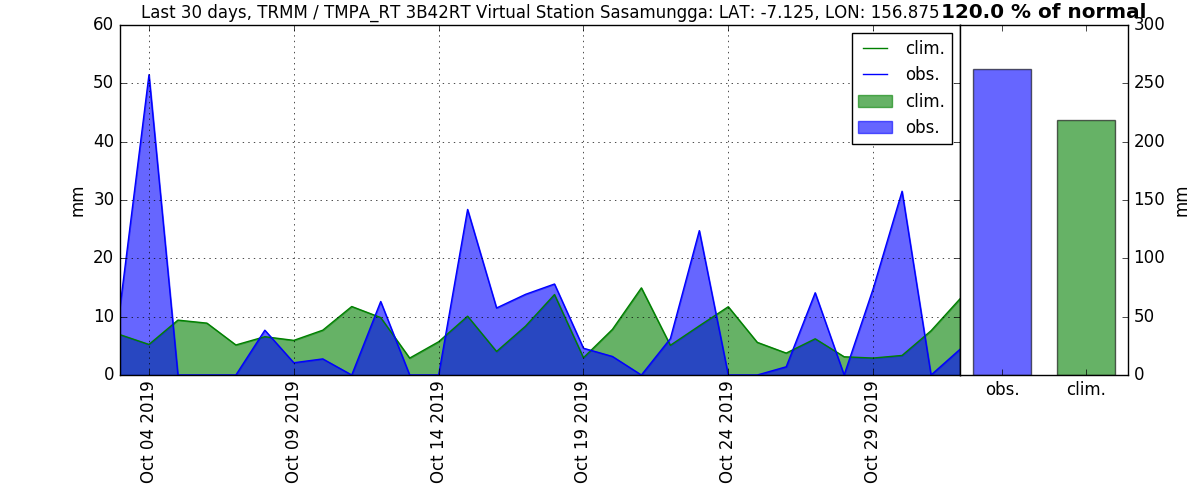 Last 30 days, TRMM / TMPA_RT 3B42RT Virtual Station Sasamungga: LAT: -7.125, LON: 156.875
120.0 % of normal
60
50
40
30
20
10
0
mm
clim.
obs.
clim.
obs.
300
250
200
150
100
50
0
mm
obs.
clim.
Oct 04 2019
Oct 09 2019
Oct 14 2019
Oct 19 2019
Oct 24 2019
Oct 29 2019